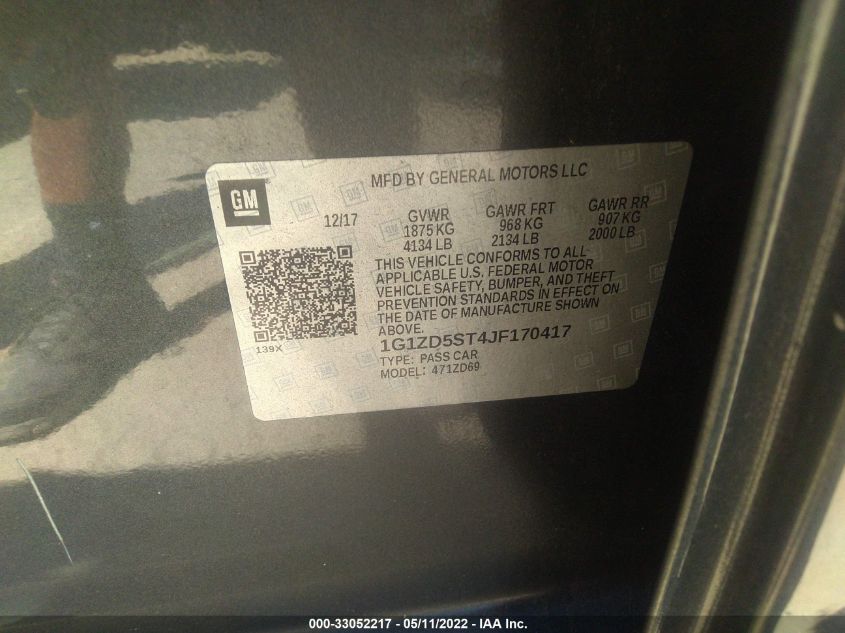 MFD BY GENERAL MOTORS LLC
GM
12/17 GVWR GAWR FRT GAWR RR
1875 KG 968 KG 907 KG
4134 LB 2134 LB 2000 LB
THIS VEHICLE CONFORMS TO ALL
APPLICABLE U.S. FEDERAL MOTOR
VEHICLE SAFETY, BUMPER, AND THEFT
PREVENTION STANDARDS IN EFFECT ON
THE DATE OF MANUFACTURE SHOWN
ABOVE.
139X
1G1ZD5ST4JF170417
TYPE: PASS CAR
MODEL: 471ZD69
000-33052217 - 05/11/2022 - IAA Inc.